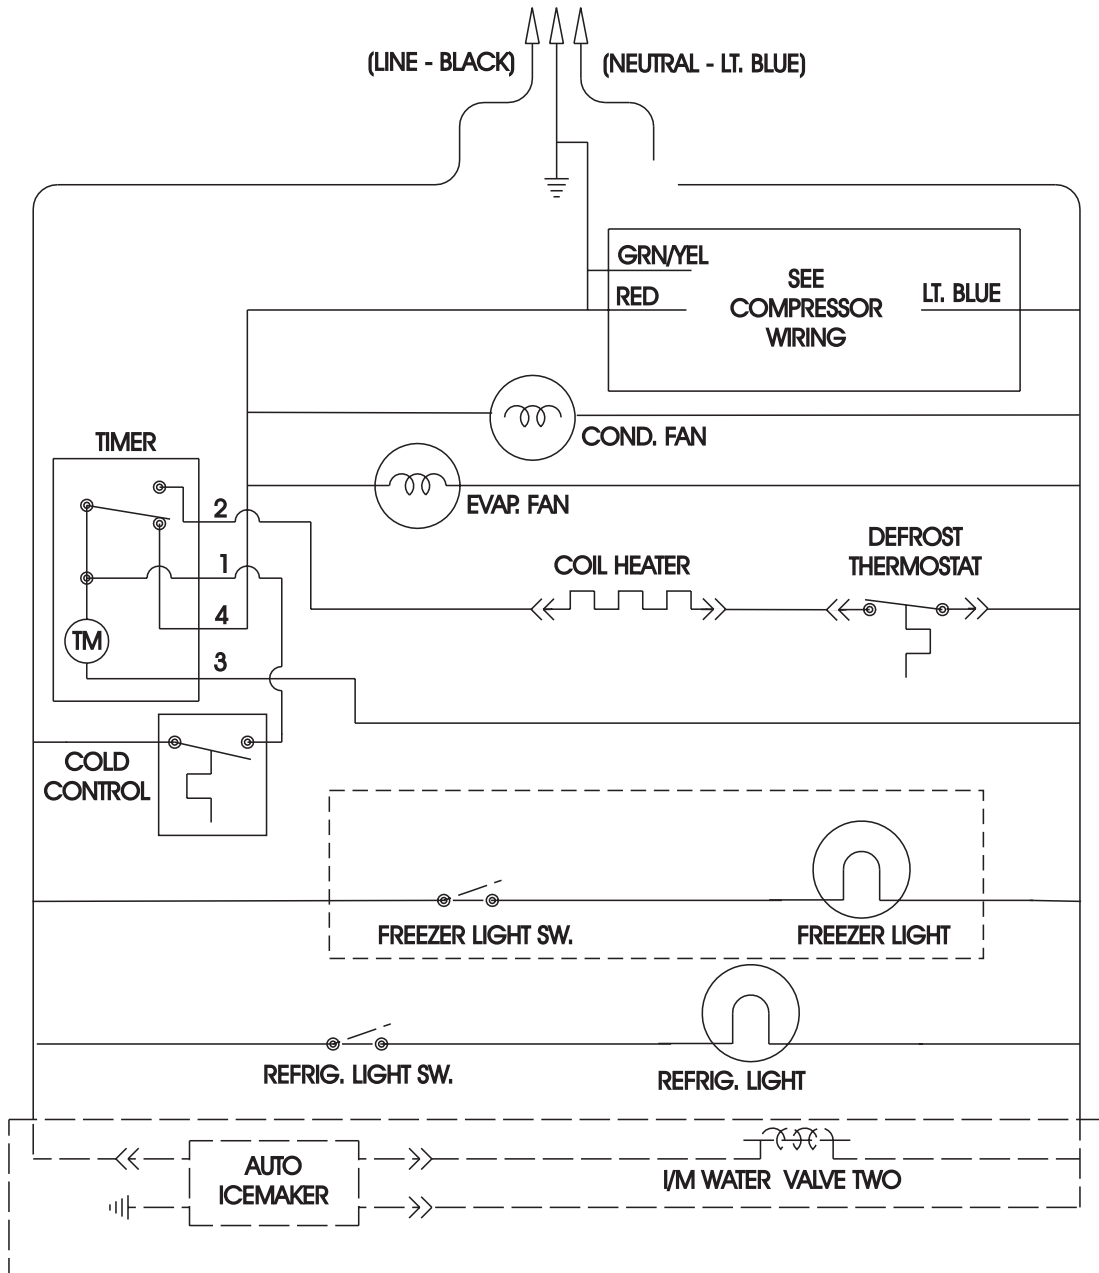 (LINE - BLACK)
(NEUTRAL - LT. BLUE)
GRN/YEL
RED
SEE
COMPRESSOR
WIRING
LT. BLUE
COND. FAN
EVAP. FAN
TIMER
2
1
4
3
TM
COIL HEATER
DEFROST
THERMOSTAT
COLD
CONTROL
FREEZER LIGHT SW.
FREEZER LIGHT
REFRIG. LIGHT SW.
REFRIG. LIGHT
AUTO
ICEMAKER
I/M WATER VALVE TWO